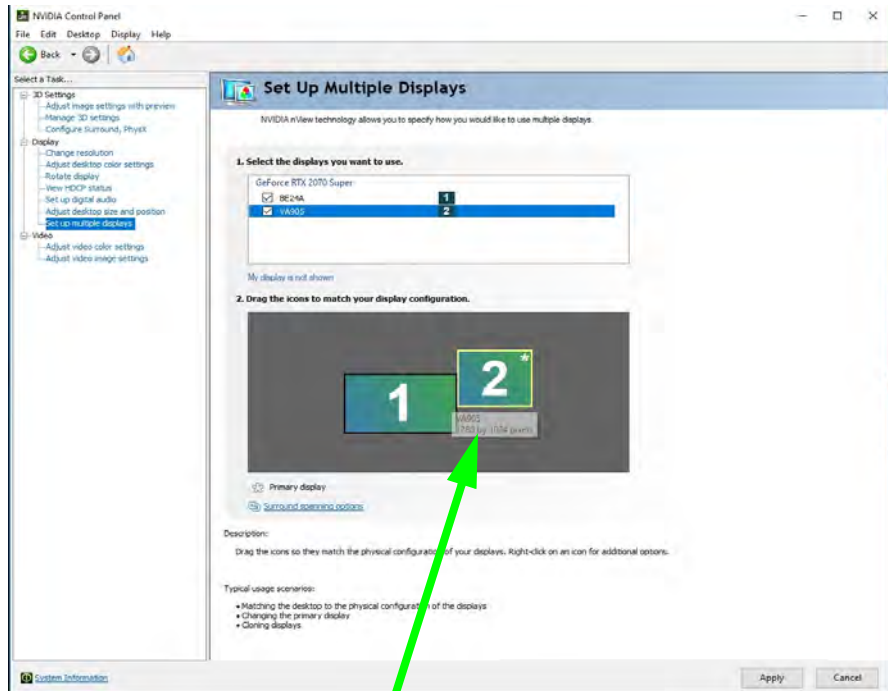 NVIDIA Control Panel
File Edit Desktop Display Help
Back
Select a Task...
3D Settings
Adjust image settings with preview
Manage 3D settings
Configure Surround, PhysX
Display
Change resolution
Adjust desktop color settings
Rotate display
View HDCP status
Set up digital audio
Adjust desktop size and position
Set up multiple displays
Video
Adjust video color settings
Adjust video image settings
Set Up Multiple Displays
NVIDIA nView technology allows you to specify how you would like to use multiple displays.
1. Select the displays you want to use.
GeForce RTX 2070 Super
BE24A 1
VA90S 2
My display is not shown
2. Drag the icons to match your display configuration.
1
2
by 1024 pixels
Primary display
Surround spanning options
Description:
Drag the icons so they match the physical configuration of your displays. Right-click on an icon for additional options.
Typical usage scenarios:
• Matching the desktop to the physical configuration of the displays
• Changing the primary display
• Cloning displays
System Information
Apply Cancel